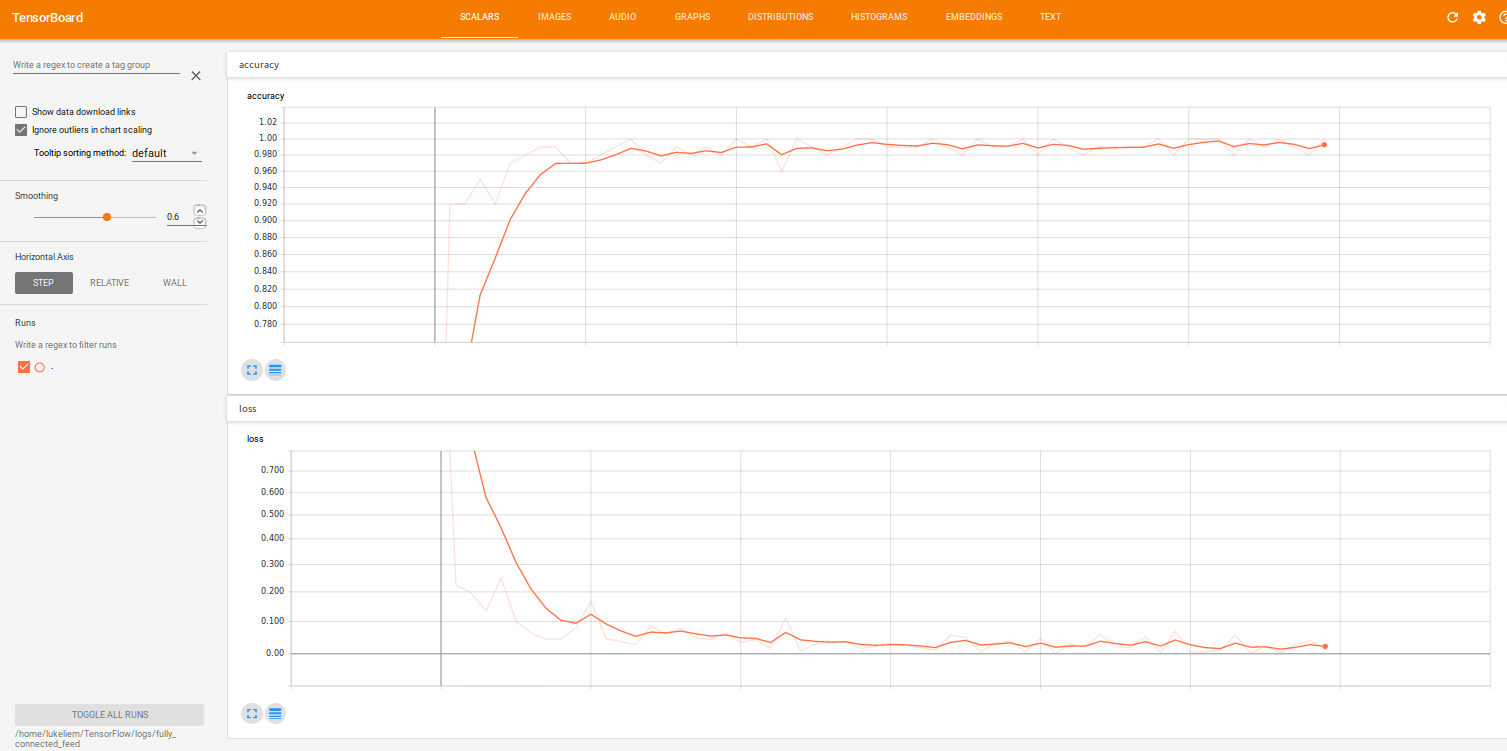 TensorBoard
SCALARS IMAGES AUDIO GRAPHS DISTRIBUTIONS HISTOGRAMS EMBEDDINGS TEXT
Write a regex to create a tag group
Show data download links
Ignore outliers in chart scaling
Tooltip sorting method: default
Smoothing
0.6
Horizontal Axis
STEP RELATIVE WALL
Runs
Write a regex to filter runs
.
TOGGLE ALL RUNS
/home/lukeliem/TensorFlow/logs/fully_
connected_feed
accuracy
accuracy
1.02
1.00
0.980
0.960
0.940
0.920
0.900
0.880
0.860
0.840
0.820
0.800
0.780
loss
loss
0.700
0.600
0.500
0.400
0.300
0.200
0.100
0.00